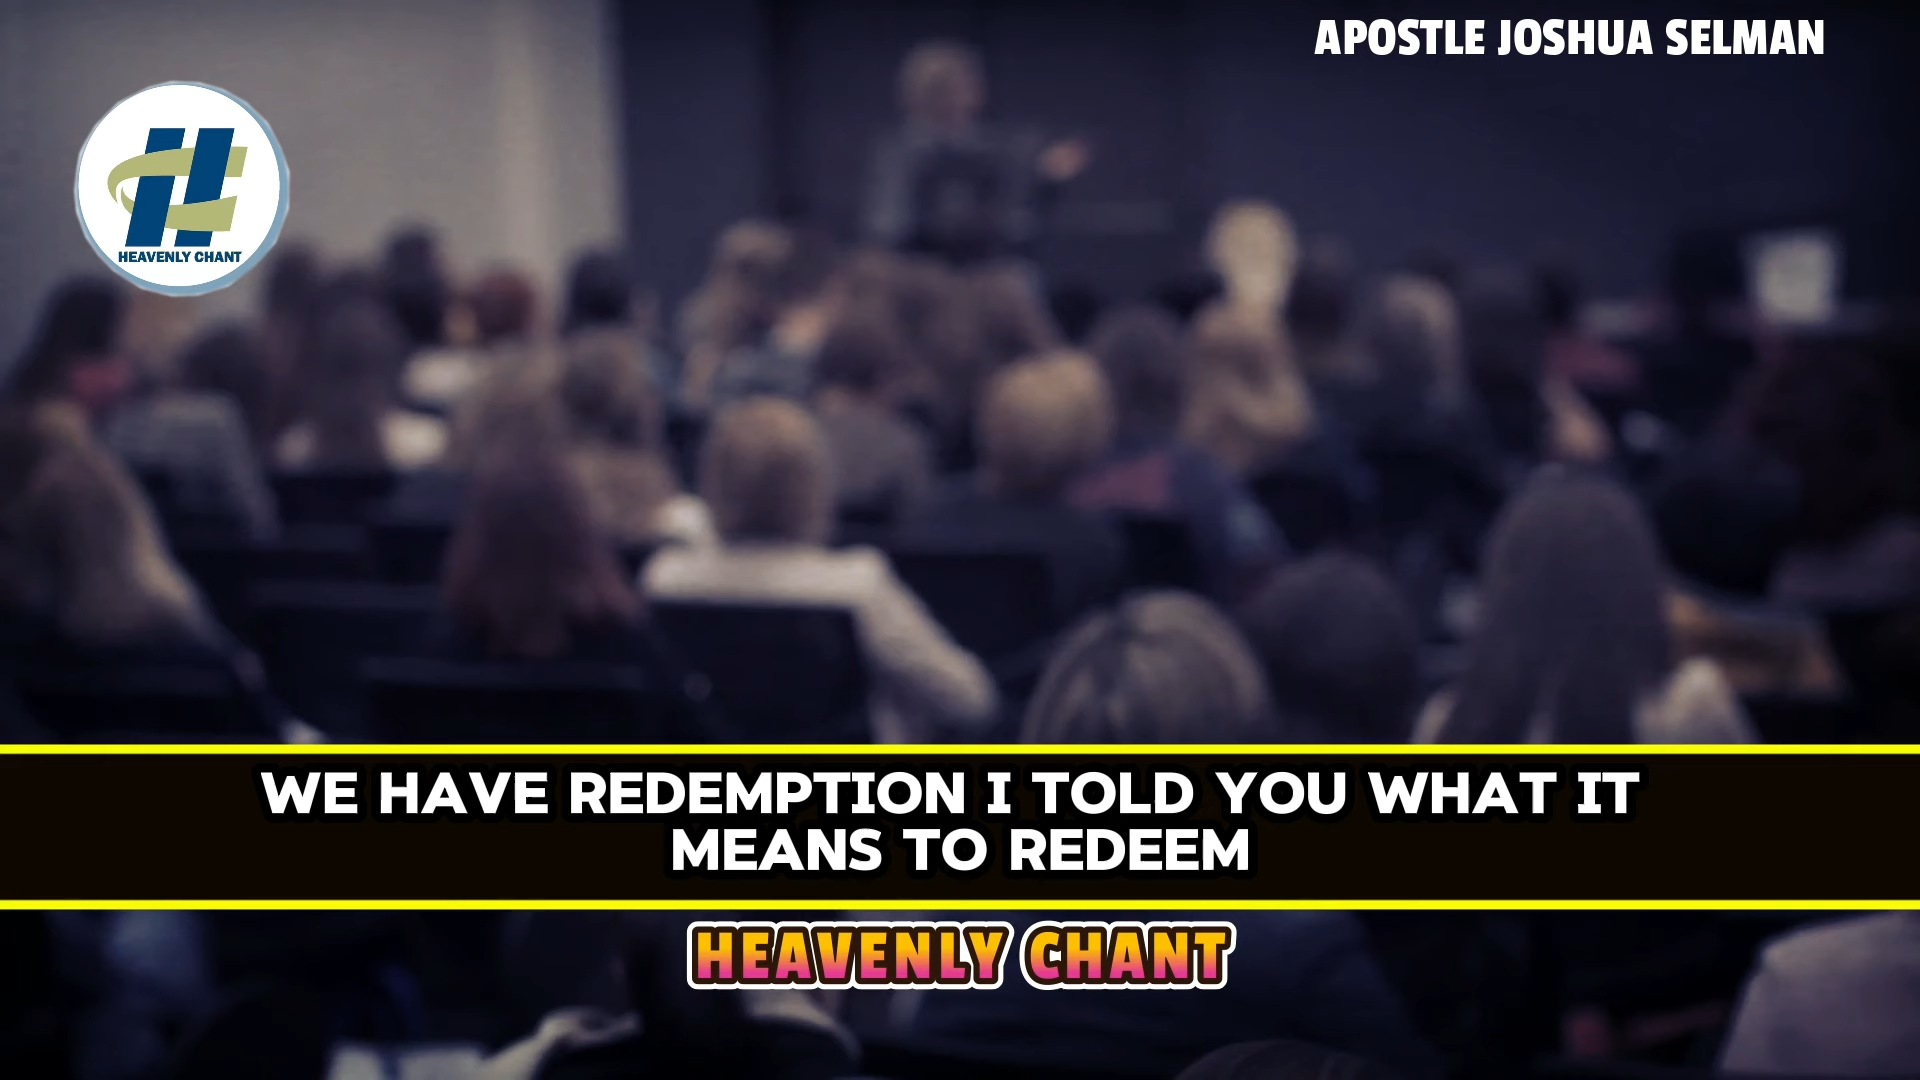 APOSTLE JOSHUA SELMAN
HEAVENLY CHANT
WE HAVE REDEMPTION I TOLD YOU WHAT IT
MEANS TO REDEEM
HEAVENLY CHANT